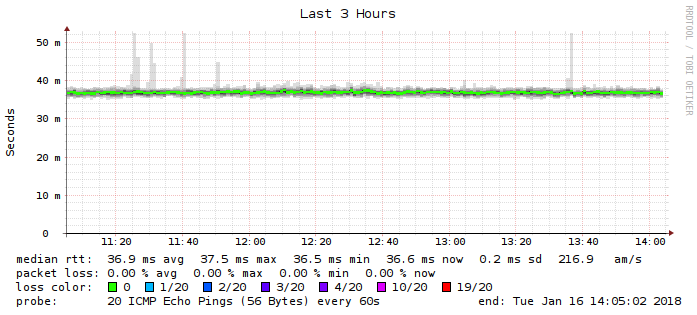 Last 3 Hours
RRDTOOL / TOBI OETIKER
Seconds
50 m
40 m
30 m
20 m
10 m
0
11:20 11:40 12:00 12:20 12:40 13:00 13:20 13:40 14:00
median rtt: 36.9 ms avg 37.5 ms max 36.5 ms min 36.6 ms now 0.2 ms sd 216.9 am/s
packet loss: 0.00 % avg 0.00 % max 0.00 % min 0.00 % now
loss color: 0 1/20 2/20 3/20 4/20 10/20 19/20
probe: 20 ICMP Echo Pings (56 Bytes) every 60s end: Tue Jan 16 14:05:02 2018